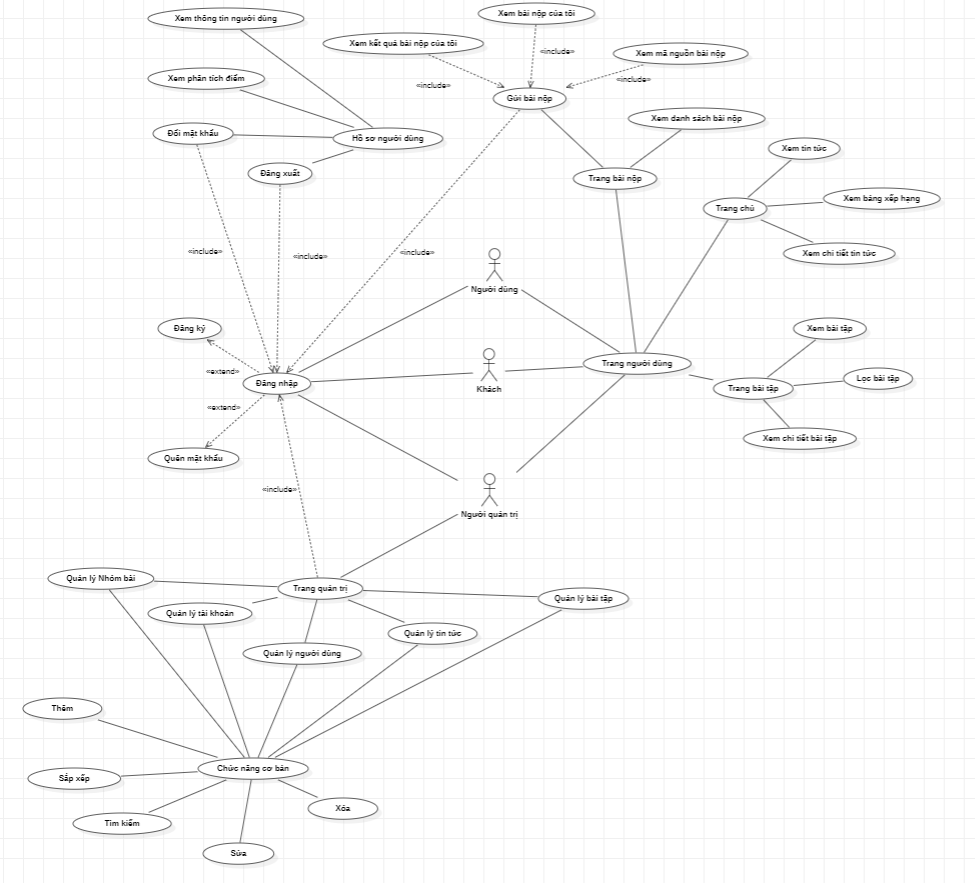 Xem thông tin người dùng
Xem bài nộp của tôi
Xem kết quả bài nộp của tôi
«include»
Xem mã nguồn bài nộp
Xem phân tích điểm
«include»
«include»
Gửi bài nộp
Xem danh sách bài nộp
Đổi mật khẩu
Hồ sơ người dùng
Xem tin tức
Đăng xuất
Trang bài nộp
Xem bảng xếp hạng
Trang chủ
«include»
«include»
«include»
Xem chi tiết tin tức
Người dùng
Đăng ký
Xem bài tập
«extend»
Trang người dùng
Đăng nhập
Khách
Trang bài tập
Lọc bài tập
«extend»
Xem chi tiết bài tập
Quên mật khẩu
«include»
Người quản trị
Quản lý Nhóm bài
Trang quản trị
Quản lý bài tập
Quản lý tài khoản
Quản lý tin tức
Quản lý người dùng
Thêm
Chức năng cơ bản
Sắp xếp
Xóa
Tìm kiếm
Sửa